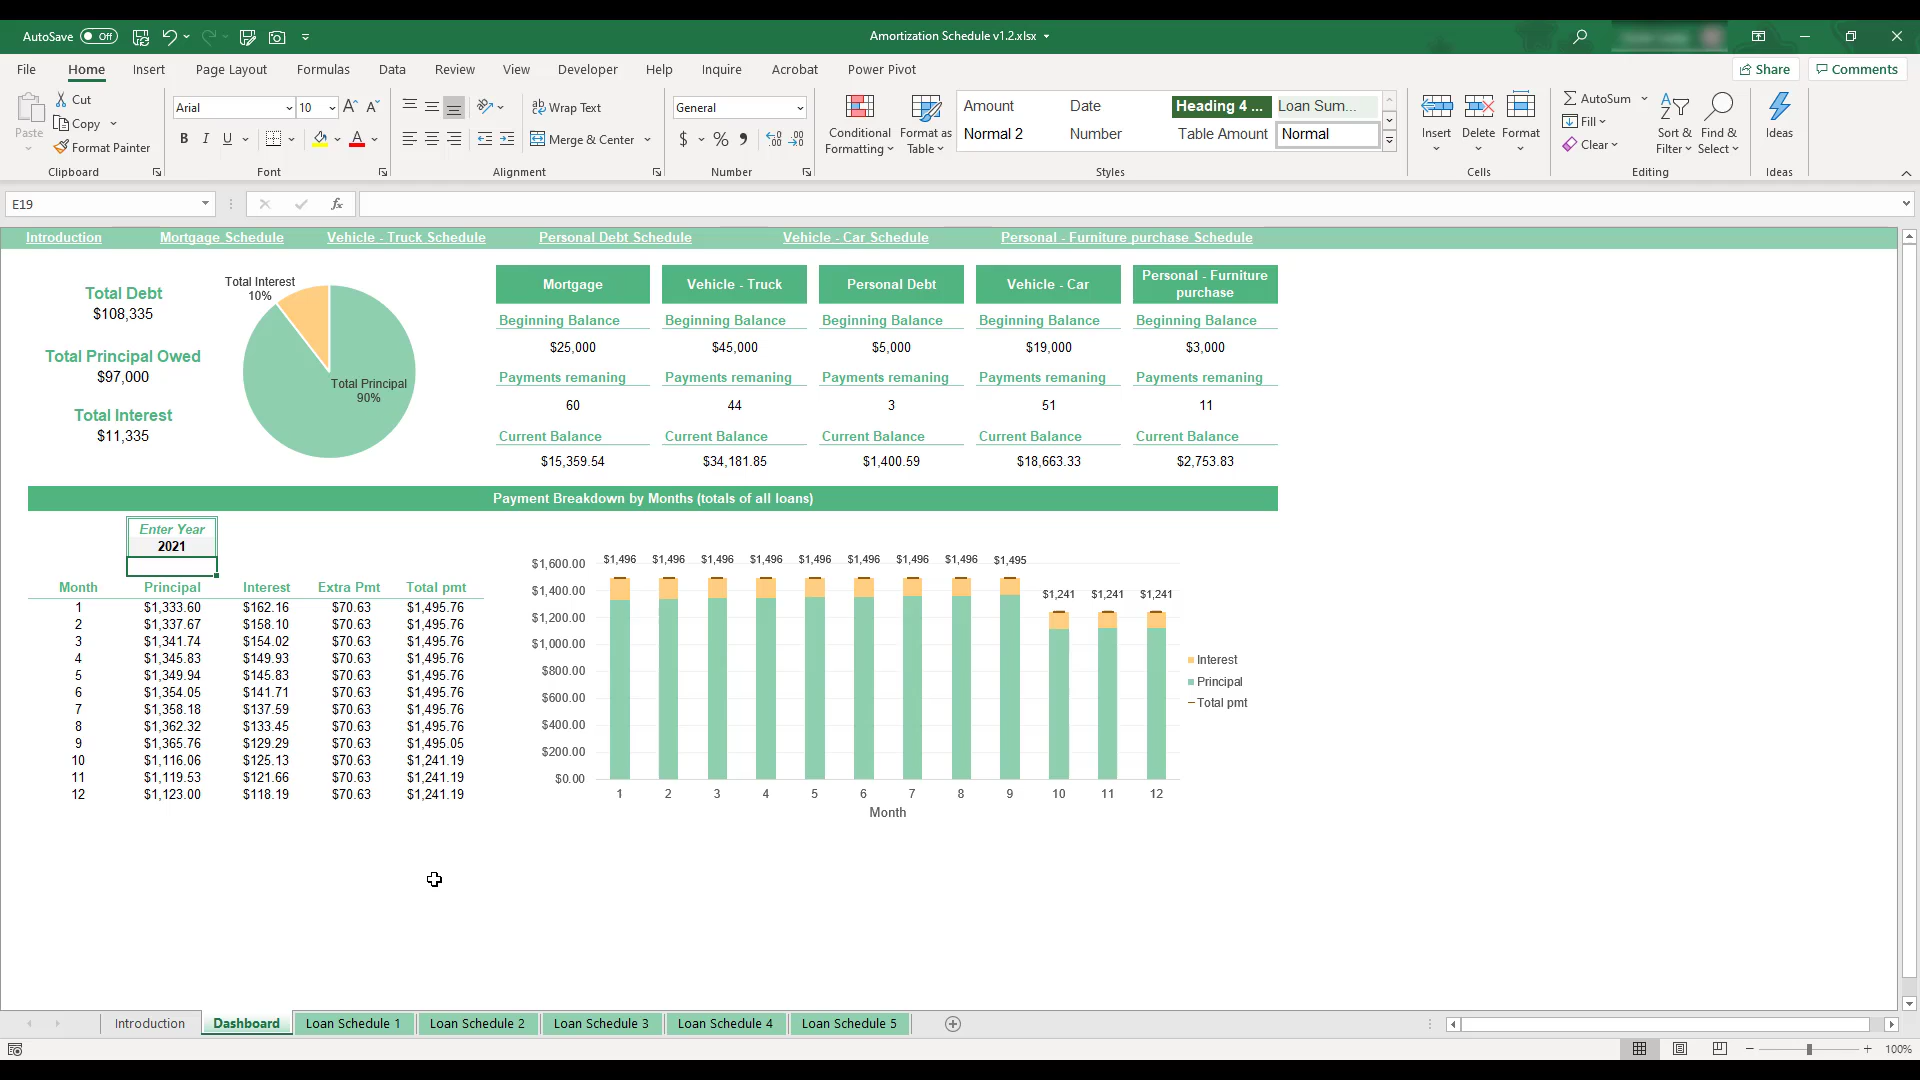 AutoSave Off
Amortization Schedule v1.2.xlsx
File Home Insert Page Layout Formulas Data Review View Developer Help Inquire Acrobat Power Pivot Share Comments
Paste Cut Copy Format Painter
Clipboard
Arial 10
B I U A
Font
Wrap Text
Merge & Center
Alignment
General
$ % 9
Number
Conditional Formatting
Format as Table
Amount Date Heading 4 ... Loan Sum...
Normal 2 Number Table Amount Normal
Styles
Insert Delete Format
Cells
AutoSum
Fill
Clear
Sort & Filter
Find & Select
Editing
Ideas
Ideas
E19 fx
Introduction Mortgage Schedule Vehicle - Truck Schedule Personal Debt Schedule Vehicle - Car Schedule Personal - Furniture purchase Schedule
Total Debt
$108,335
Total Principal Owed
$97,000
Total Interest
$11,335
Total Interest
10%
Total Principal
90%
Mortgage Vehicle - Truck Personal Debt Vehicle - Car Personal - Furniture purchase
Beginning Balance Beginning Balance Beginning Balance Beginning Balance Beginning Balance
$25,000 $45,000 $5,000 $19,000 $3,000
Payments remaning Payments remaning Payments remaning Payments remaning Payments remaning
60 44 3 51 11
Current Balance Current Balance Current Balance Current Balance Current Balance
$15,359.54 $34,181.85 $1,400.59 $18,663.33 $2,753.83
Payment Breakdown by Months (totals of all loans)
Enter Year
2021
Month Principal Interest Extra Pmt Total pmt
1 $1,333.60 $162.16 $70.63 $1,495.76
2 $1,337.67 $158.10 $70.63 $1,495.76
3 $1,341.74 $154.02 $70.63 $1,495.76
4 $1,345.83 $149.93 $70.63 $1,495.76
5 $1,349.94 $145.83 $70.63 $1,495.76
6 $1,354.05 $141.71 $70.63 $1,495.76
7 $1,358.18 $137.59 $70.63 $1,495.76
8 $1,362.32 $133.45 $70.63 $1,495.76
9 $1,365.76 $129.29 $70.63 $1,495.05
10 $1,116.06 $125.13 $70.63 $1,241.19
11 $1,119.53 $121.66 $70.63 $1,241.19
12 $1,123.00 $118.19 $70.63 $1,241.19
$1,496 $1,496 $1,496 $1,496 $1,496 $1,496 $1,496 $1,496 $1,495 $1,241 $1,241 $1,241
$1,600.00
$1,400.00
$1,200.00
$1,000.00
$800.00
$600.00
$400.00
$200.00
$0.00
1 2 3 4 5 6 7 8 9 10 11 12
Month
Interest
Principal
Total pmt
Introduction Dashboard Loan Schedule 1 Loan Schedule 2 Loan Schedule 3 Loan Schedule 4 Loan Schedule 5
100%